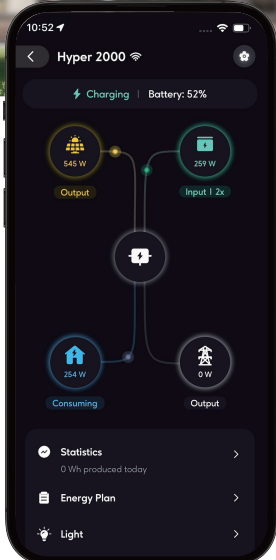 10:52
Hyper 2000
Charging | Battery: 52%
545 W
259 W
Output
Input | 2x
254 W
0 W
Consuming
Output
Statistics
0 Wh produced today
Energy Plan
Light